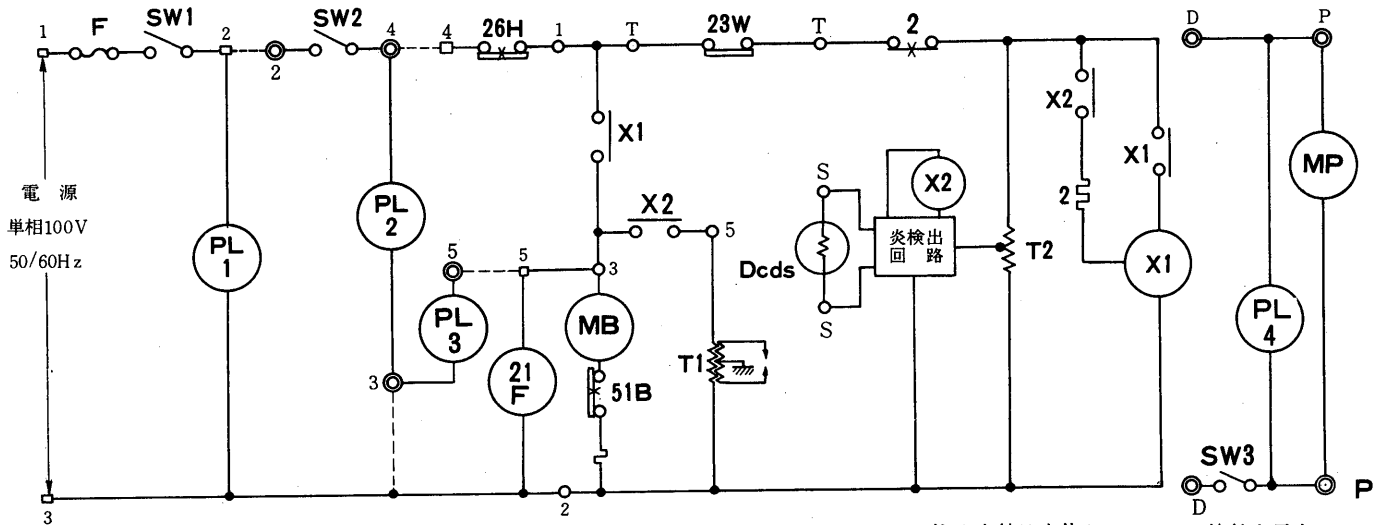 1
F
SW1
2
2
SW2
4
4
26H
1
T
23W
T
2
D
P
電 源
単相100V
50/60Hz
PL
1
PL
2
3
5
PL
3
5
21
F
X1
3
MB
51B
X2
5
T1
S
Dcds
S
X2
炎検出
回 路
T2
X2
2
X1
X1
PL
4
MP
3
2
SW3
D
P